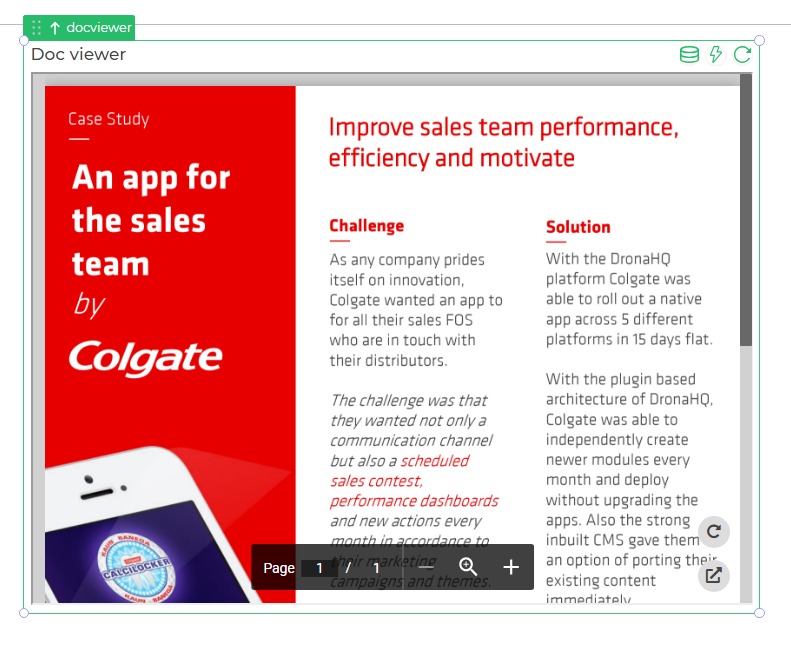 docviewer
Doc viewer
Case Study
An app for
the sales
team
by
Colgate
KAUN BANEGA
CALCILOCKER
Improve sales team performance,
efficiency and motivate
Challenge
As any company prides
itself on innovation,
Colgate wanted an app to
for all their sales FOS
who are in touch with
their distributors.
The challenge was that
they wanted not only a
communication channel
but also a scheduled
sales contest,
performance dashboards
and new actions every
month in accordance to
their marketing
campaigns and themes.
Solution
With the DronaHQ
platform Colgate was
able to roll out a native
app across 5 different
platforms in 15 days flat.
With the plugin based
architecture of DronaHQ,
Colgate was able to
independently create
newer modules every
month and deploy
without upgrading the
apps. Also the strong
inbuilt CMS gave them
an option of porting their
existing content
immediately
Page 1 / 1